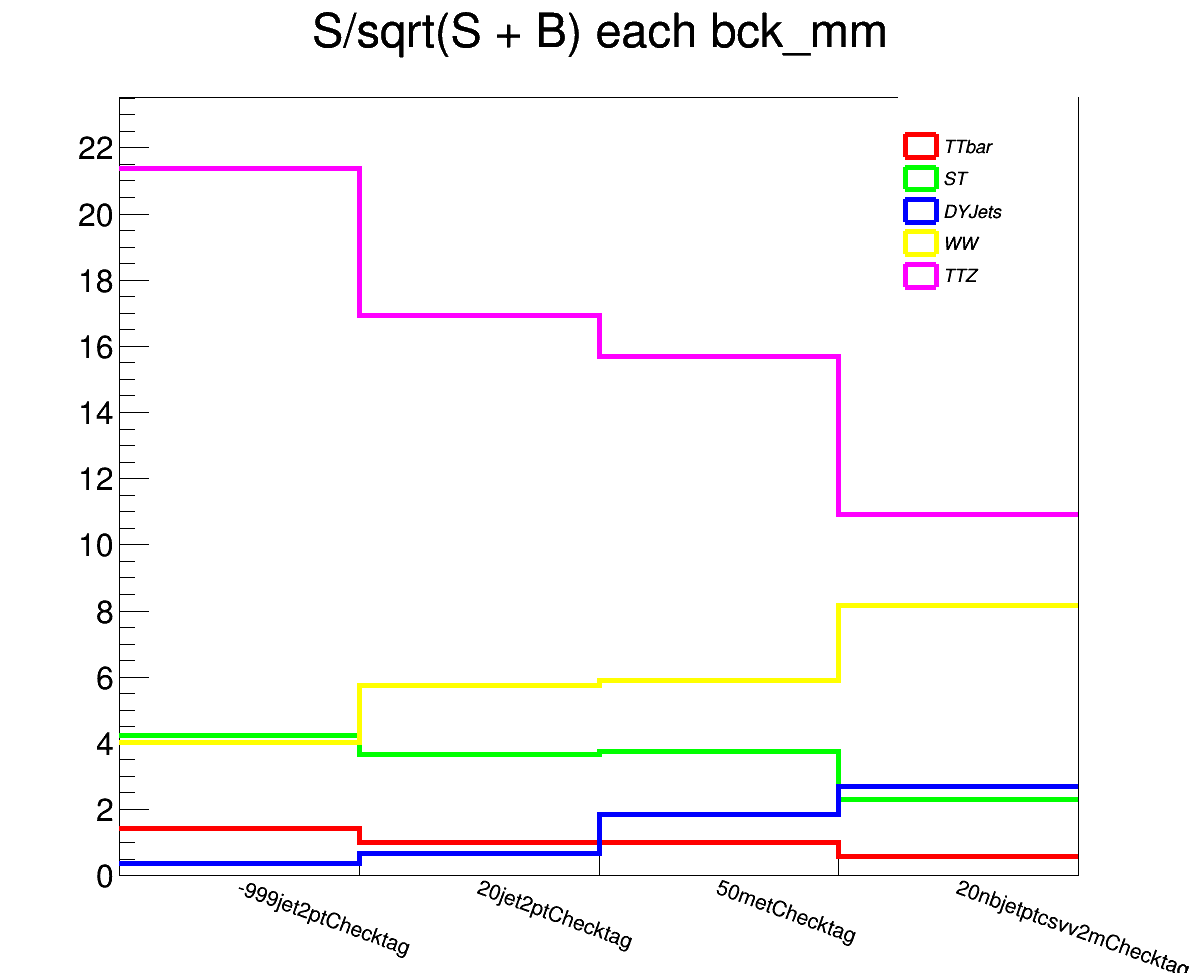 S/sqrt(S + B) each bck_mm
22
20
18
16
14
12
10
8
6
4
2
0
TTbar
ST
DYJets
WW
TTZ
-999jet2ptChecktag
20jet2ptChecktag
50metChecktag
20nbjetptcsvv2mChecktag